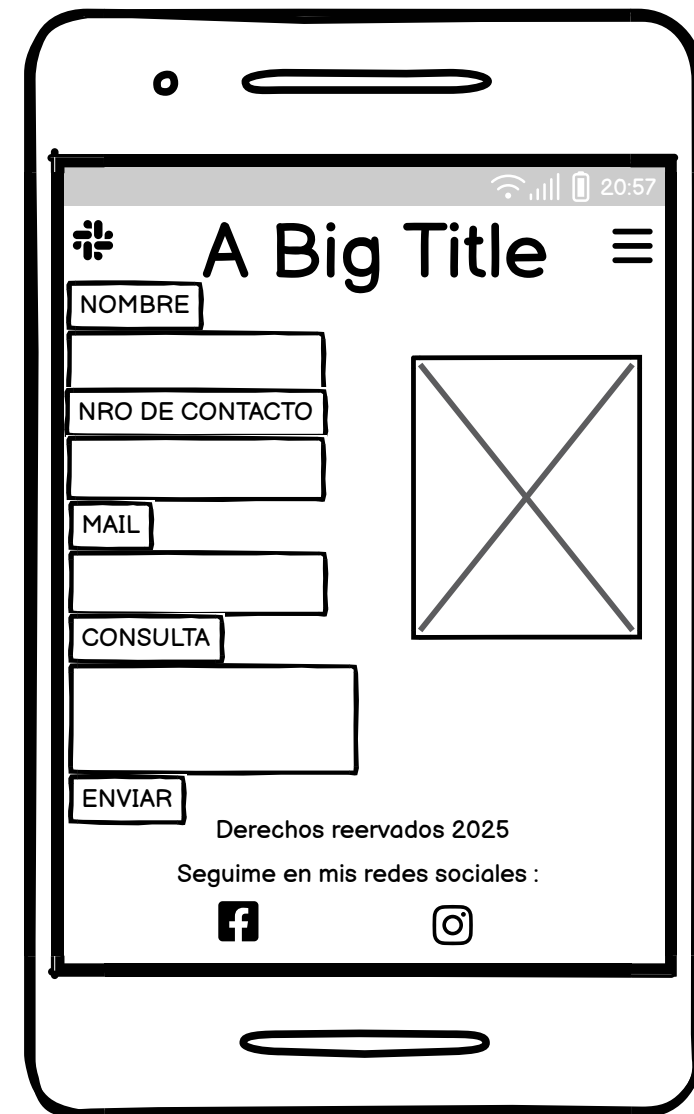 20:57
A Big Title
NOMBRE
NRO DE CONTACTO
MAIL
CONSULTA
ENVIAR
Derechos reervados 2025
Seguime en mis redes sociales :